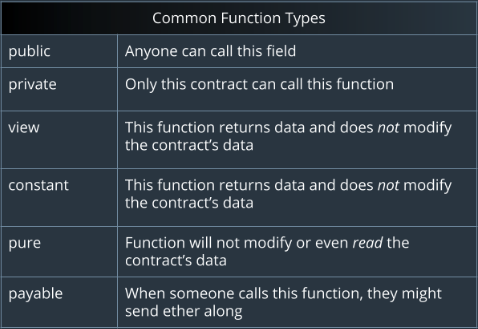 Common Function Types
public
Anyone can call this field
private
Only this contract can call this function
view
This function returns data and does not modify
the contract's data
constant
This function returns data and does not modify
the contract's data
pure
Function will not modify or even read the
contract's data
payable
When someone calls this function, they might
send ether along